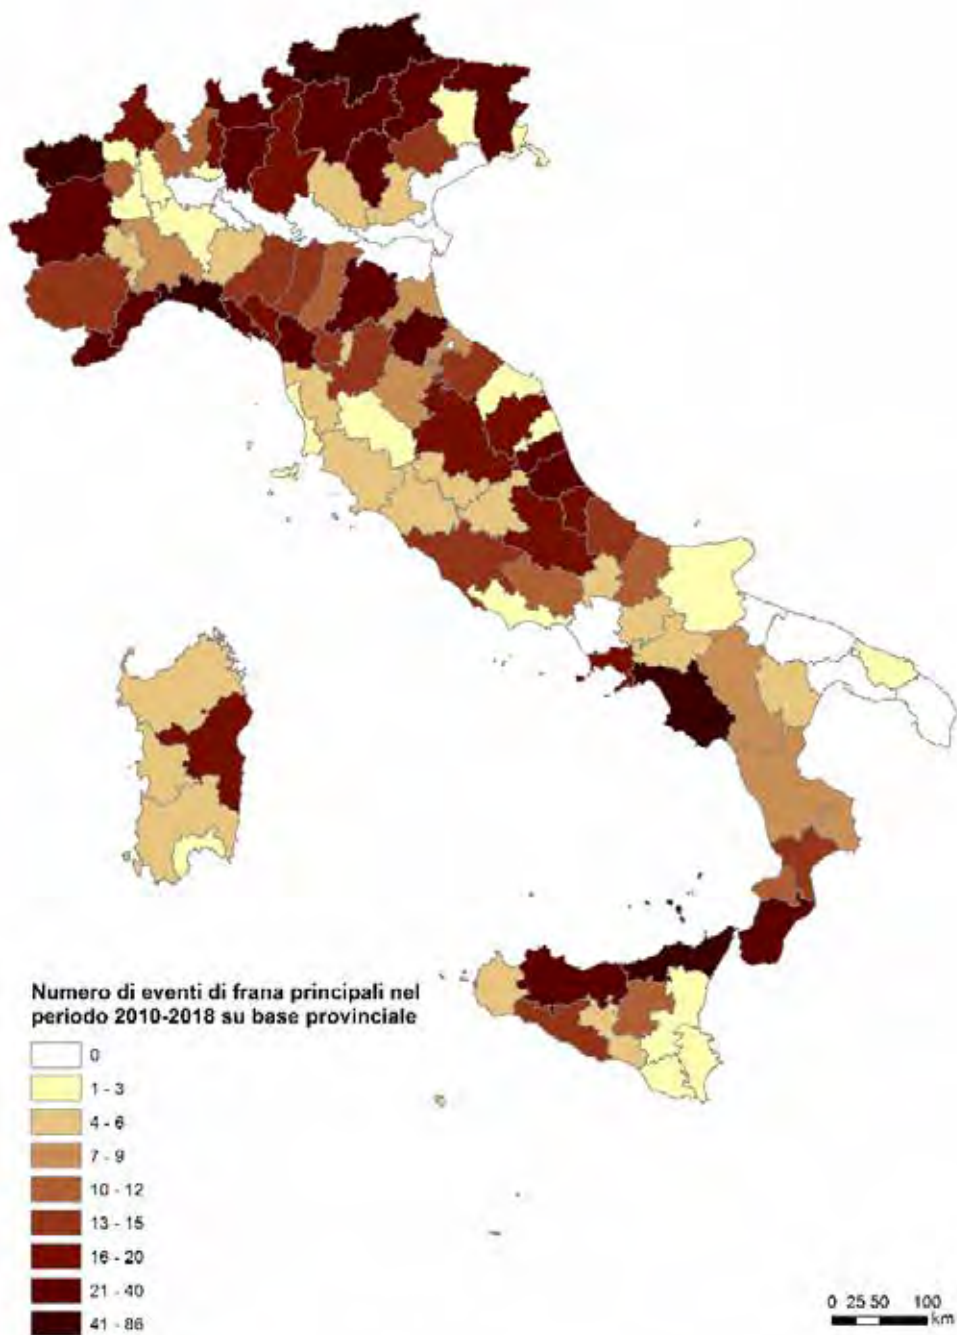 Numero di eventi di frana principali nel
periodo 2010-2018 su base provinciale
0
1 - 3
4 - 6
7 - 9
10 - 12
13 - 15
16 - 20
21 - 40
41 - 86
0 25 50 100
km